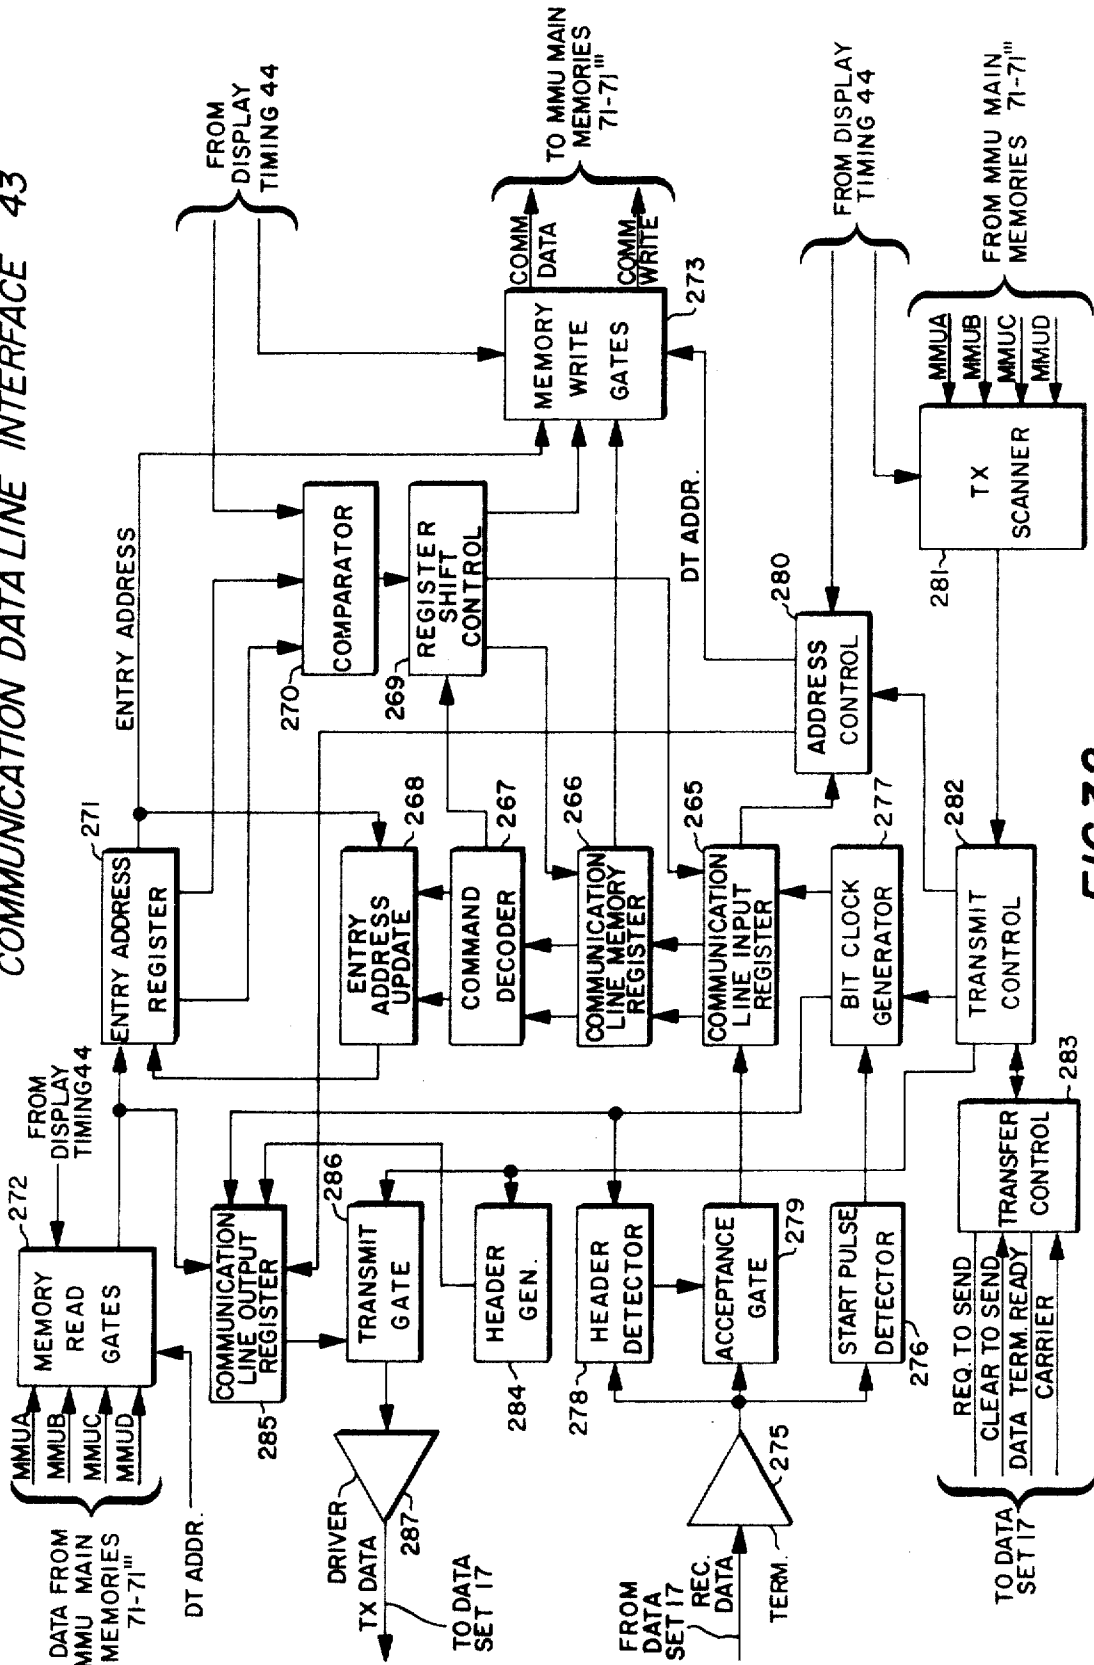 COMMUNICATION DATA LINE INTERFACE 43
DATA FROM
MMU MAIN
MEMORIES
71-71'''
MMUA
MMUB
MMUC
MMUD
DT ADDR.
272
MEMORY
READ
GATES
FROM
DISPLAY
TIMING 44
271
ENTRY ADDRESS
REGISTER
ENTRY ADDRESS
FROM
DISPLAY
TIMING 44
285
COMMUNICATION
LINE OUTPUT
REGISTER
286
TRANSMIT
GATE
DRIVER
287
TX DATA
TO DATA
SET 17
284
HEADER
GEN.
268
ENTRY
ADDRESS
UPDATE
267
COMMAND
DECODER
270
COMPARATOR
269
REGISTER
SHIFT
CONTROL
MEMORY
WRITE
GATES
273
COMM
DATA
COMM
WRITE
TO MMU MAIN
MEMORIES
71-71'''
266
COMMUNICATION
LINE MEMORY
REGISTER
265
COMMUNICATION
LINE INPUT
REGISTER
278
HEADER
DETECTOR
279
ACCEPTANCE
GATE
276
START PULSE
DETECTOR
277
BIT CLOCK
GENERATOR
FROM
DATA
SET 17
REC.
DATA
TERM.
275
280
ADDRESS
CONTROL
DT ADDR.
FROM DISPLAY
TIMING 44
281
TX
SCANNER
MMUA
MMUB
MMUC
MMUD
FROM MMU MAIN
MEMORIES 71-71'''
282
TRANSMIT
CONTROL
283
TRANSFER
CONTROL
REQ. TO SEND
CLEAR TO SEND
DATA TERM. READY
CARRIER
TO DATA
SET 17